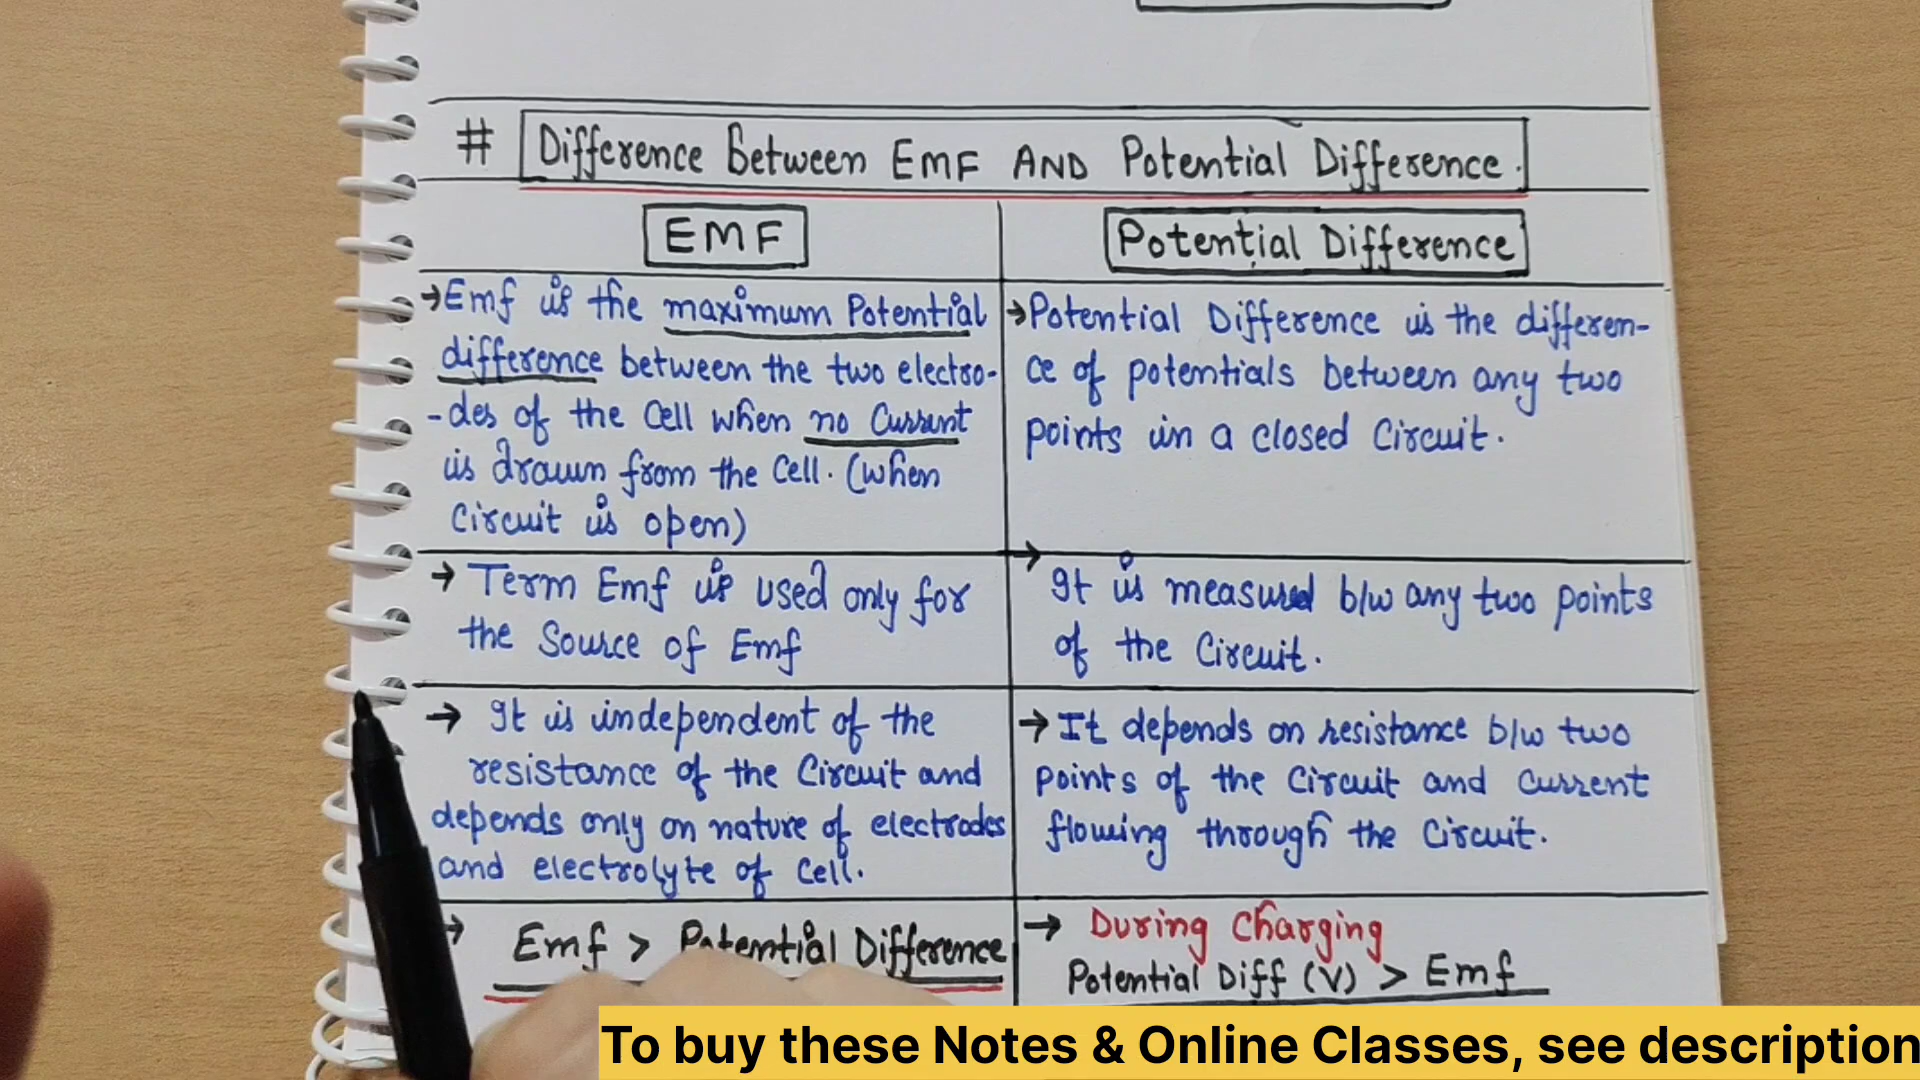 # Difference between EMF AND Potential Difference.
EMF
→ Emf is the maximum Potential
difference between the two electro-
-des of the Cell when no Current
is drawn from the Cell. (when
Circuit is open)
Potential Difference
→ Potential Difference is the differen-
ce of potentials between any two
points in a closed Circuit.
→ Term Emf is used only for
the Source of Emf
→ It is measured b/w any two points
of the Circuit.
→ It is independent of the
resistance of the Circuit and
depends only on nature of electrodes
and electrolyte of Cell.
→ It depends on resistance b/w two
points of the Circuit and Current
flowing through the Circuit.
→ Emf > Potential Difference
→ During Charging
Potential Diff (V) > Emf
To buy these Notes & Online Classes, see description